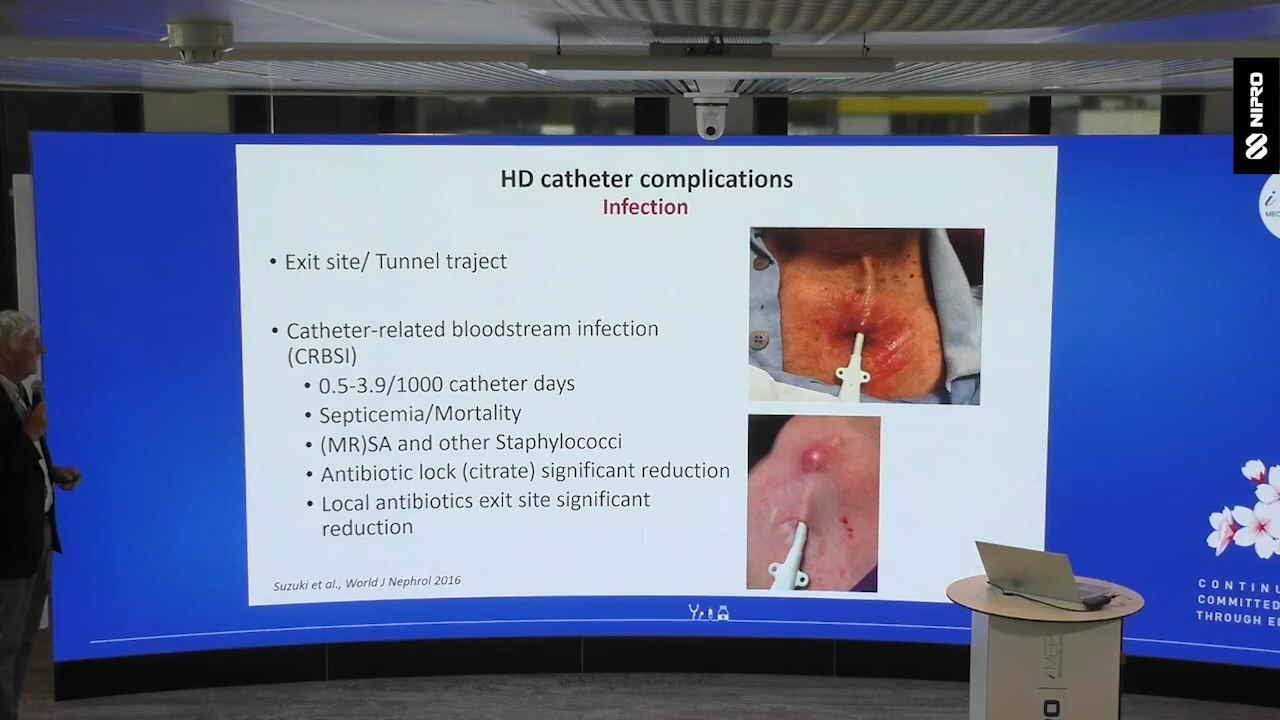 NIPRO
HD catheter complications
Infection
• Exit site/ Tunnel traject
• Catheter-related bloodstream infection
(CRBSI)
• 0.5-3.9/1000 catheter days
• Septicemia/Mortality
• (MR)SA and other Staphylococci
• Antibiotic lock (citrate) significant reduction
• Local antibiotics exit site significant
reduction
Suzuki et al., World J Nephrol 2016
CONTINU
COMMITTED
THROUGH E
iMEP